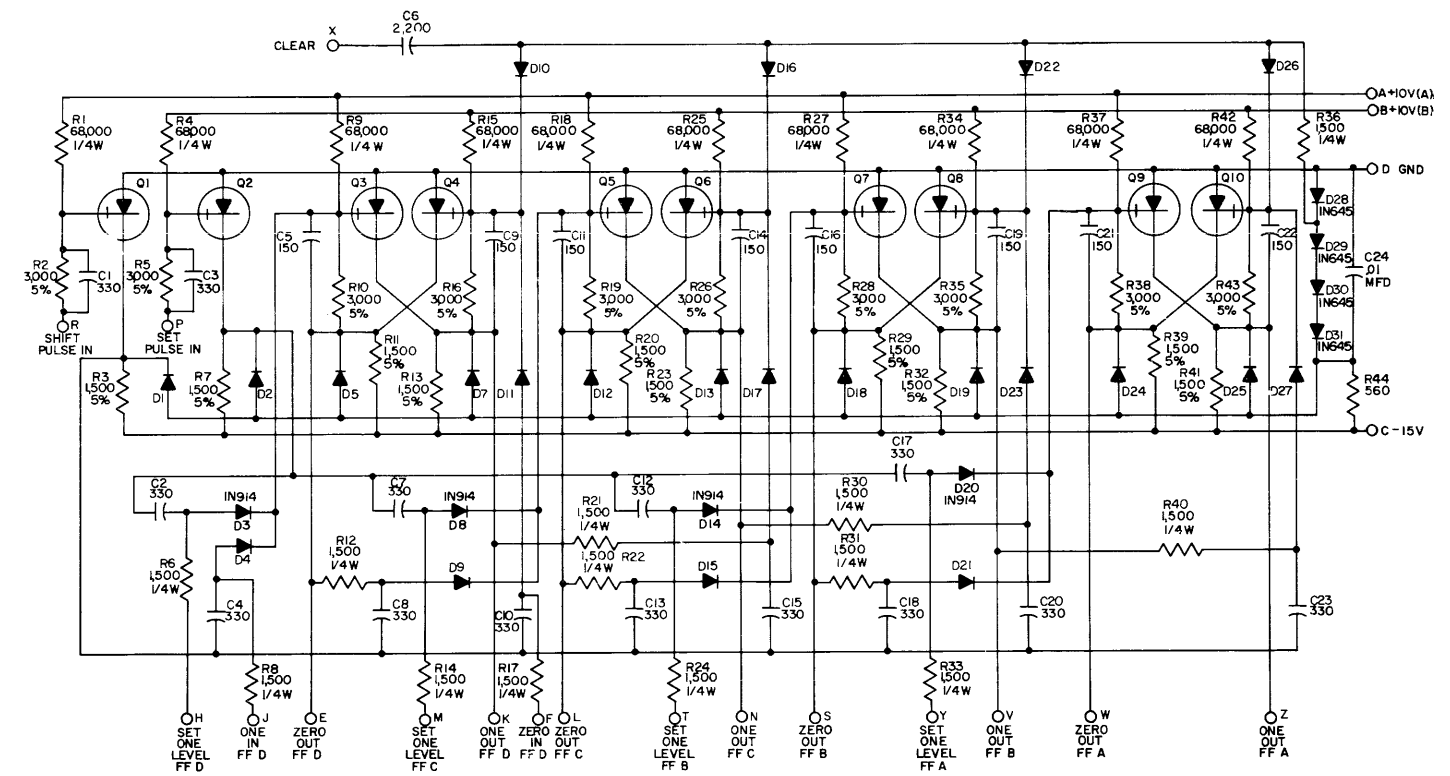 X
CLEAR
C6
2,200
D10
D16
D22
D26
A+10V(A)
B+10V(B)
R1
68,000
1/4W
R4
68,000
1/4W
R9
68,000
1/4W
R15
68,000
1/4W
R18
68,000
1/4W
R25
68,000
1/4W
R27
68,000
1/4W
R34
68,000
1/4W
R37
68,000
1/4W
R42
68,000
1/4W
R36
1,500
1/4W
D GND
Q1
Q2
Q3
Q4
Q5
Q6
Q7
Q8
Q9
Q10
D28
IN645
D29
IN645
D30
IN645
D31
IN645
C24
.01
MFD
C5
150
C9
150
C11
150
C14
150
C16
150
C19
150
C21
150
C22
150
R2
3,000
5%
C1
330
R5
3,000
5%
C3
330
R10
3,000
5%
R16
3,000
5%
R19
3,000
5%
R26
3,000
5%
R28
3,000
5%
R35
3,000
5%
R38
3,000
5%
R43
3,000
5%
R
SHIFT
PULSE IN
P
SET
PULSE IN
R3
1,500
5%
D1
R7
1,500
5%
D2
D5
R11
1,500
5%
R13
1,500
5%
D7
D11
D12
R20
1,500
5%
R23
1,500
5%
D13
D17
D18
R29
1,500
5%
R32
1,500
5%
D19
D23
D24
R39
1,500
5%
R41
1,500
5%
D25
D27
R44
560
C-15V
C2
330
IN914
D3
D4
C7
330
IN914
D8
C12
330
IN914
D14
C17
330
D20
IN914
R6
1,500
1/4W
R12
1,500
1/4W
D9
R21
1,500
1/4W
R22
1,500
1/4W
D15
R30
1,500
1/4W
R31
1,500
1/4W
D21
R40
1,500
1/4W
C4
330
C8
330
C10
330
C13
330
C15
330
C18
330
C20
330
C23
330
R8
1,500
1/4W
R14
1,500
1/4W
R17
1,500
1/4W
R24
1,500
1/4W
R33
1,500
1/4W
H
SET
ONE
LEVEL
FF D
J
ONE
IN
FF D
E
ZERO
OUT
FF D
M
SET
ONE
LEVEL
FF C
K
ONE
OUT
FF D
F
ZERO
IN
FF D
L
ZERO
OUT
FF C
T
SET
ONE
LEVEL
FF B
N
ONE
OUT
FF C
S
ZERO
OUT
FF B
Y
SET
ONE
LEVEL
FF A
V
ONE
OUT
FF B
W
ZERO
OUT
FF A
Z
ONE
OUT
FF A